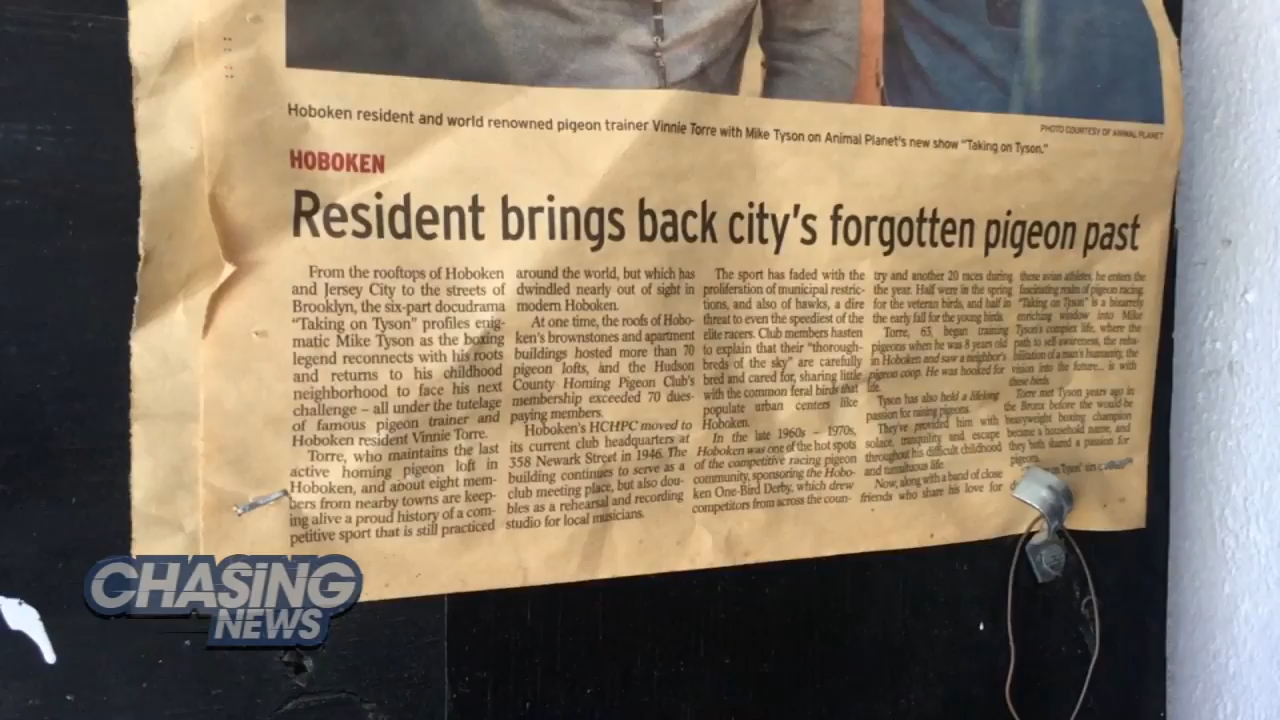 Hoboken resident and world renowned pigeon trainer Vinnie Torre with Mike Tyson on Animal Planet's new show "Taking on Tyson."
PHOTO COURTESY OF ANIMAL PLANET
HOBOKEN
Resident brings back city's forgotten pigeon past
From the rooftops of Hoboken
and Jersey City to the streets of
Brooklyn, the six-part docudrama
"Taking on Tyson" profiles enig-
matic Mike Tyson as the boxing
legend reconnects with his roots
and returns to his childhood
neighborhood to face his next
challenge – all under the tutelage
of famous pigeon trainer and
Hoboken resident Vinnie Torre.
Torre, who maintains the last
active homing pigeon loft in
Hoboken, and about eight mem-
bers from nearby towns are keep-
ing alive a proud history of a com-
petitive sport that is still practiced
around the world, but which has
dwindled nearly out of sight in
modern Hoboken.
At one time, the roofs of Hobo-
ken's brownstones and apartment
buildings hosted more than 70
pigeon lofts, and the Hudson
County Homing Pigeon Club's
membership exceeded 70 dues-
paying members.
Hoboken's HCHPC moved to
its current club headquarters at
358 Newark Street in 1946. The
building continues to serve as a
club meeting place, but also dou-
bles as a rehearsal and recording
studio for local musicians.
The sport has faded with the
proliferation of municipal restric-
tions, and also of hawks, a dire
threat to even the speediest of the
elite racers. Club members hasten
to explain that their "thorough-
breds of the sky" are carefully
bred and cared for, sharing little
with the common feral birds that
populate urban centers like
Hoboken.
In the late 1960s – 1970s,
Hoboken was one of the hot spots
of the competitive racing pigeon
community, sponsoring the Hobo-
ken One-Bird Derby, which drew
competitors from across the coun-
try and another 20 races during
the year. Half were in the spring
for the veteran birds, and half in
the early fall for the young birds.
Torre, 63, began training
pigeons when he was 8 years old
in Hoboken and saw a neighbor's
pigeon coop. He was hooked for
life.
Tyson has also held a lifelong
passion for raising pigeons.
They've provided him with
solace, tranquility and escape
throughout his difficult childhood
and tumultuous life.
Now, along with a band of close
friends who share his love for
these avian athletes, he enters the
fascinating realm of pigeon racing.
"Taking on Tyson" is a bizarrely
enriching window into Mike
Tyson's complex life, where the
path to self-awareness, the reha-
bilitation of a man's humanity, the
vision into the future... is with
these birds.
Torre met Tyson years ago in
the Bronx before the would-be
heavyweight boxing champion
became a household name, and
they both shared a passion for
pigeons.
on Tyson"
CHASING
NEWS